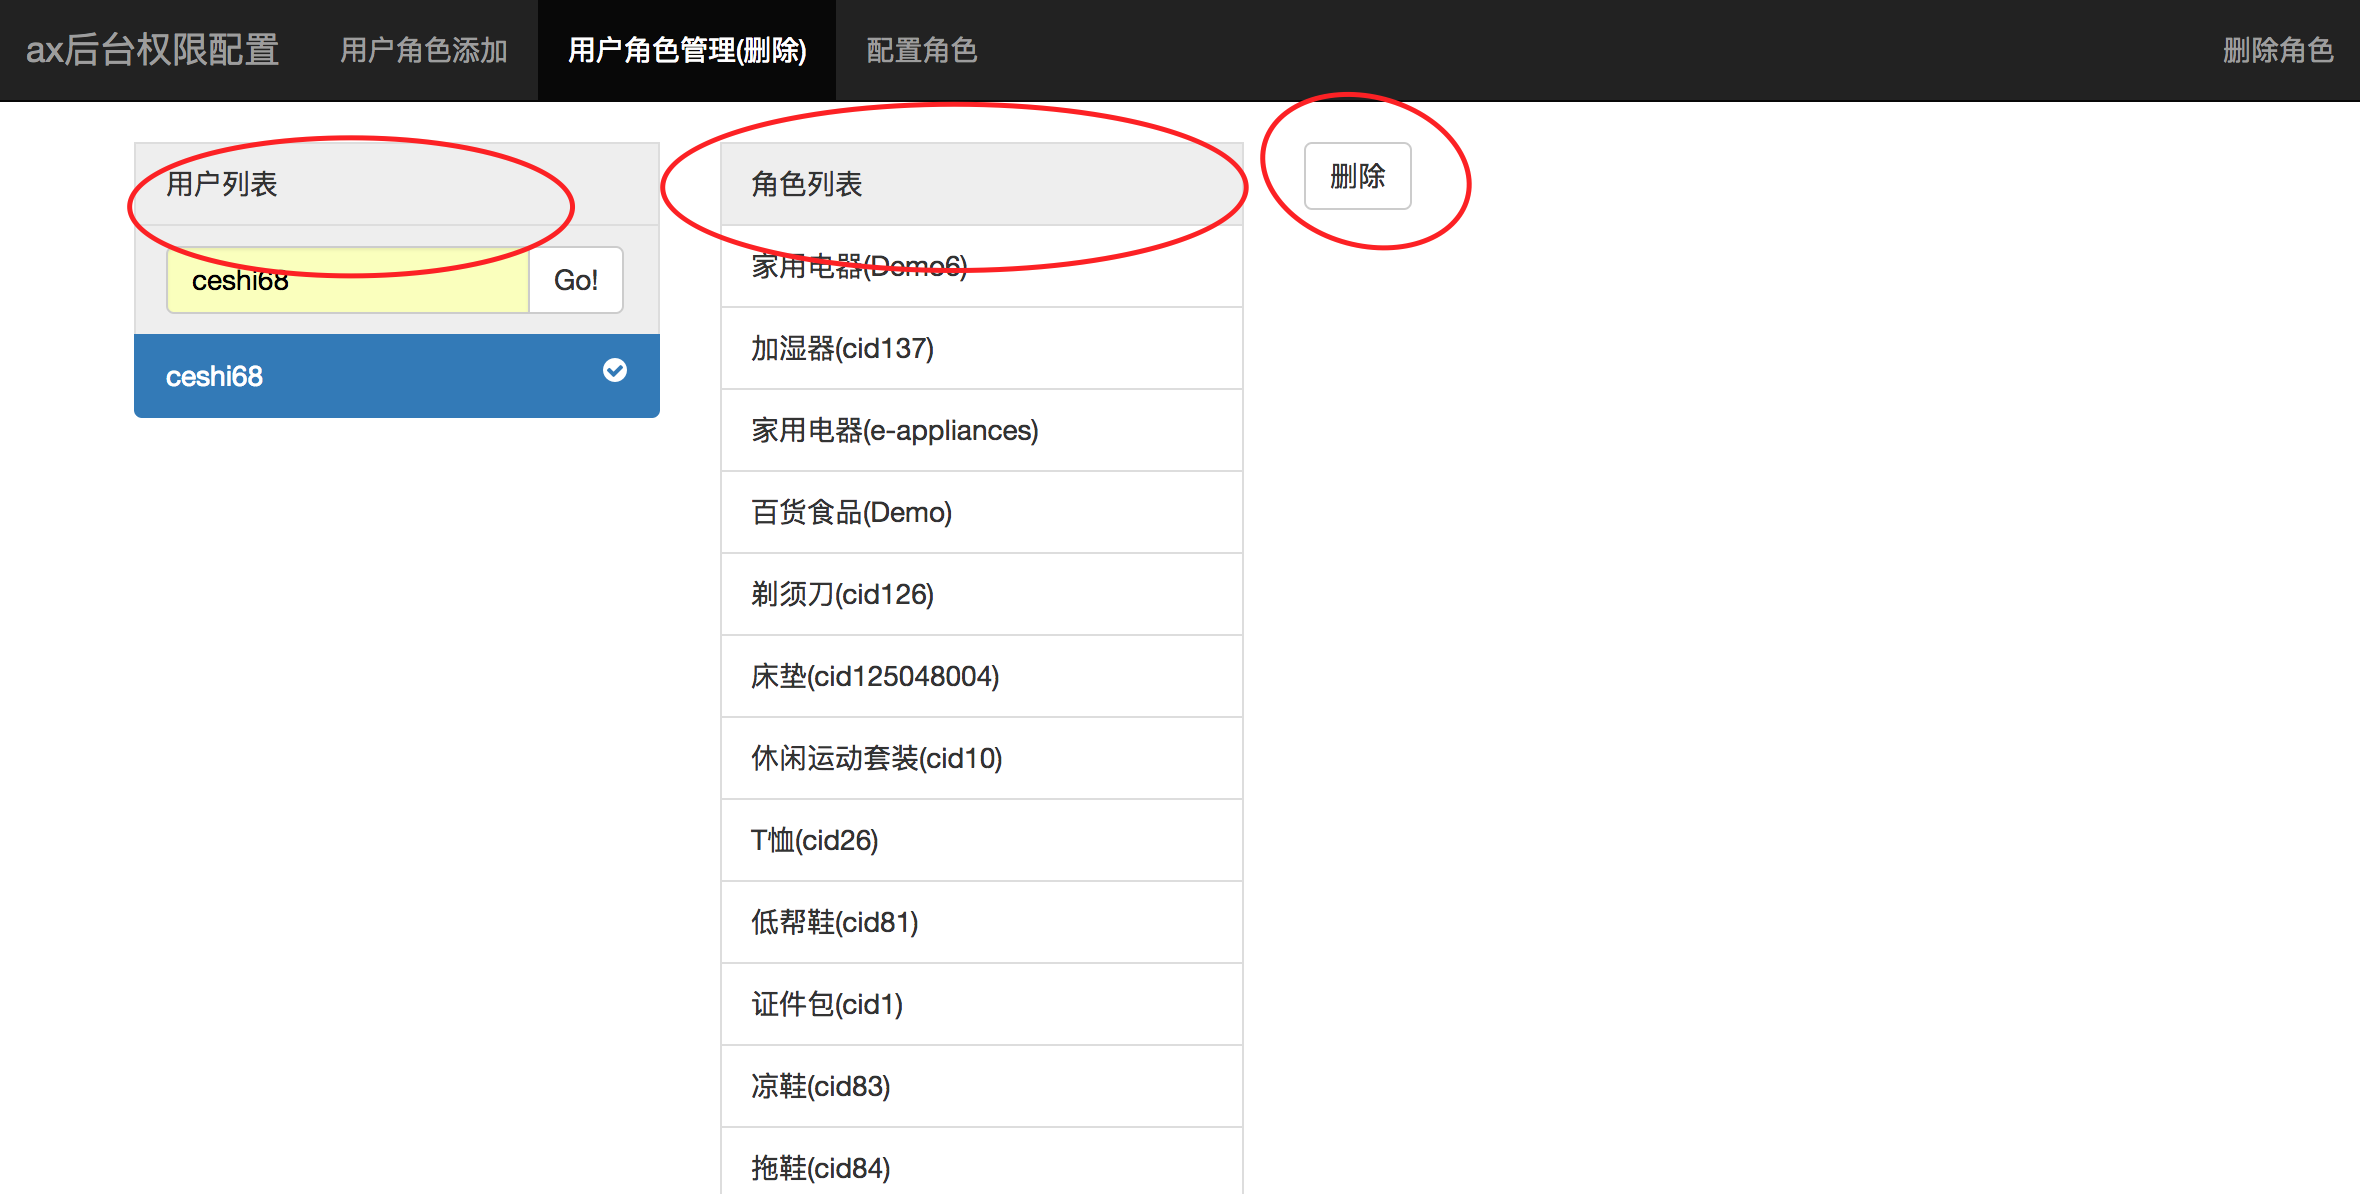 ax后台权限配置 用户角色添加 用户角色管理(删除) 配置角色 删除角色
用户列表
ceshi68 Go!
ceshi68
角色列表
家用电器(Demo6)
加湿器(cid137)
家用电器(e-appliances)
百货食品(Demo)
剃须刀(cid126)
床垫(cid125048004)
休闲运动套装(cid10)
T恤(cid26)
低帮鞋(cid81)
证件包(cid1)
凉鞋(cid83)
拖鞋(cid84)
删除